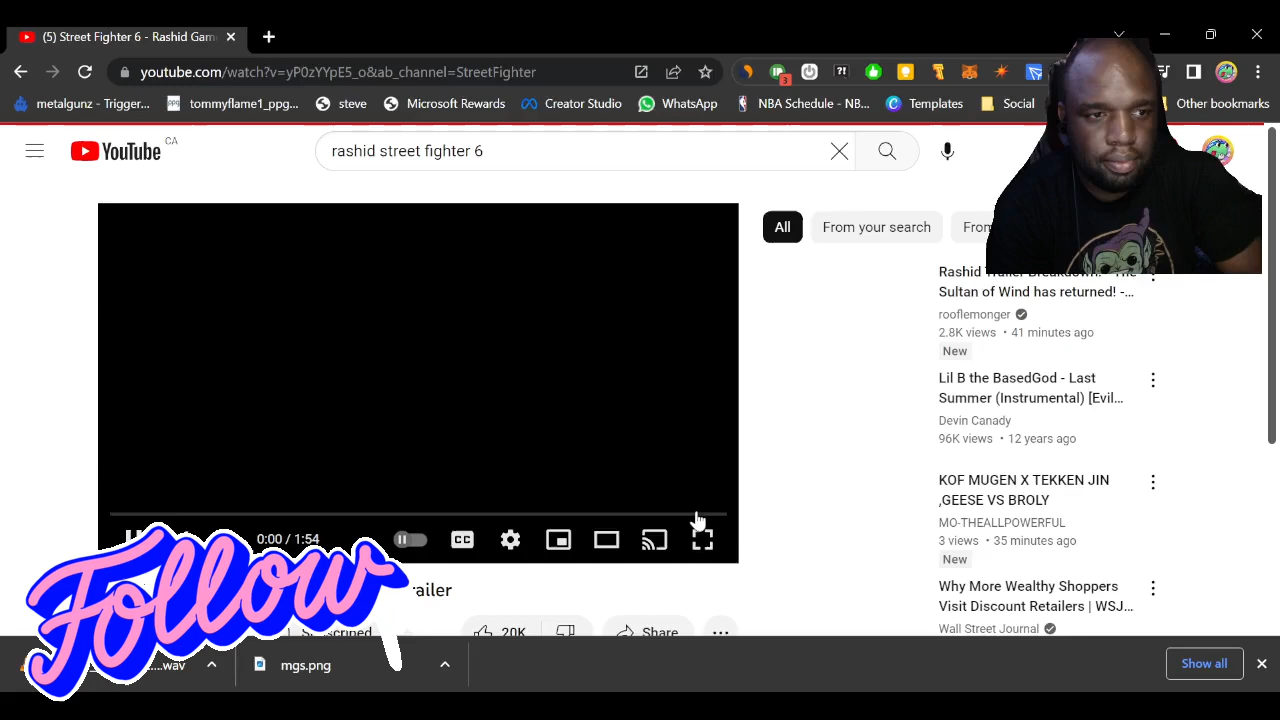 (5) Street Fighter 6 - Rashid Gam
youtube.com/watch?v=yP0zYYpE5_o&ab_channel=StreetFighter
3
metalgunz - Trigger...
tommyflame1_ppg...
steve
Microsoft Rewards
Creator Studio
WhatsApp
NBA Schedule - NB...
Templates
Social
Other bookmarks
YouTube CA
rashid street fighter 6
All
From your search
From
Rashid Trailer Breakdown! - The
Sultan of Wind has returned! -...
rooflemonger
2.8K views • 41 minutes ago
New
Lil B the BasedGod - Last
Summer (Instrumental) [Evil...
Devin Canady
96K views • 12 years ago
KOF MUGEN X TEKKEN JIN
,GEESE VS BROLY
MO-THEALLPOWERFUL
3 views • 35 minutes ago
New
Why More Wealthy Shoppers
Visit Discount Retailers | WSJ...
Wall Street Journal
0:00 / 1:54
CC
railer
20K
Share
Follow
....wav
mgs.png
Show all